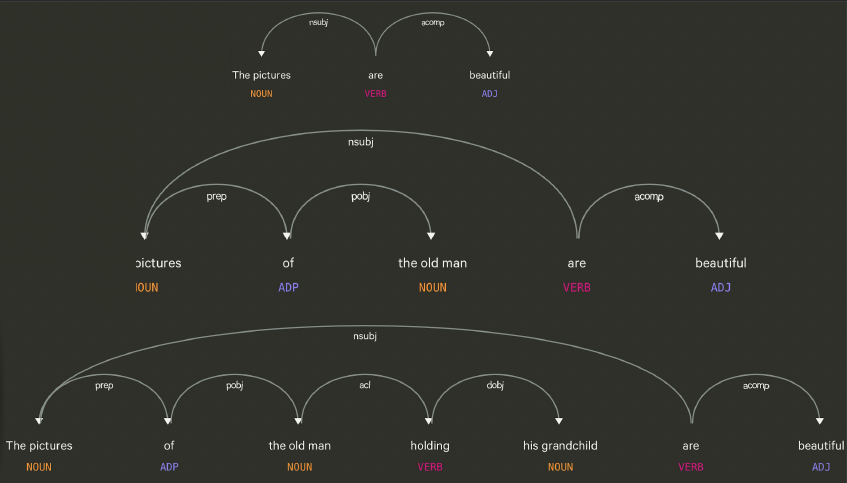 nsubj acomp
The pictures are beautiful
NOUN VERB ADJ
nsubj
prep pobj acomp
pictures of the old man are beautiful
NOUN ADP NOUN VERB ADJ
nsubj
prep pobj acl dobj acomp
The pictures of the old man holding his grandchild are beautiful
NOUN ADP NOUN VERB NOUN VERB ADJ